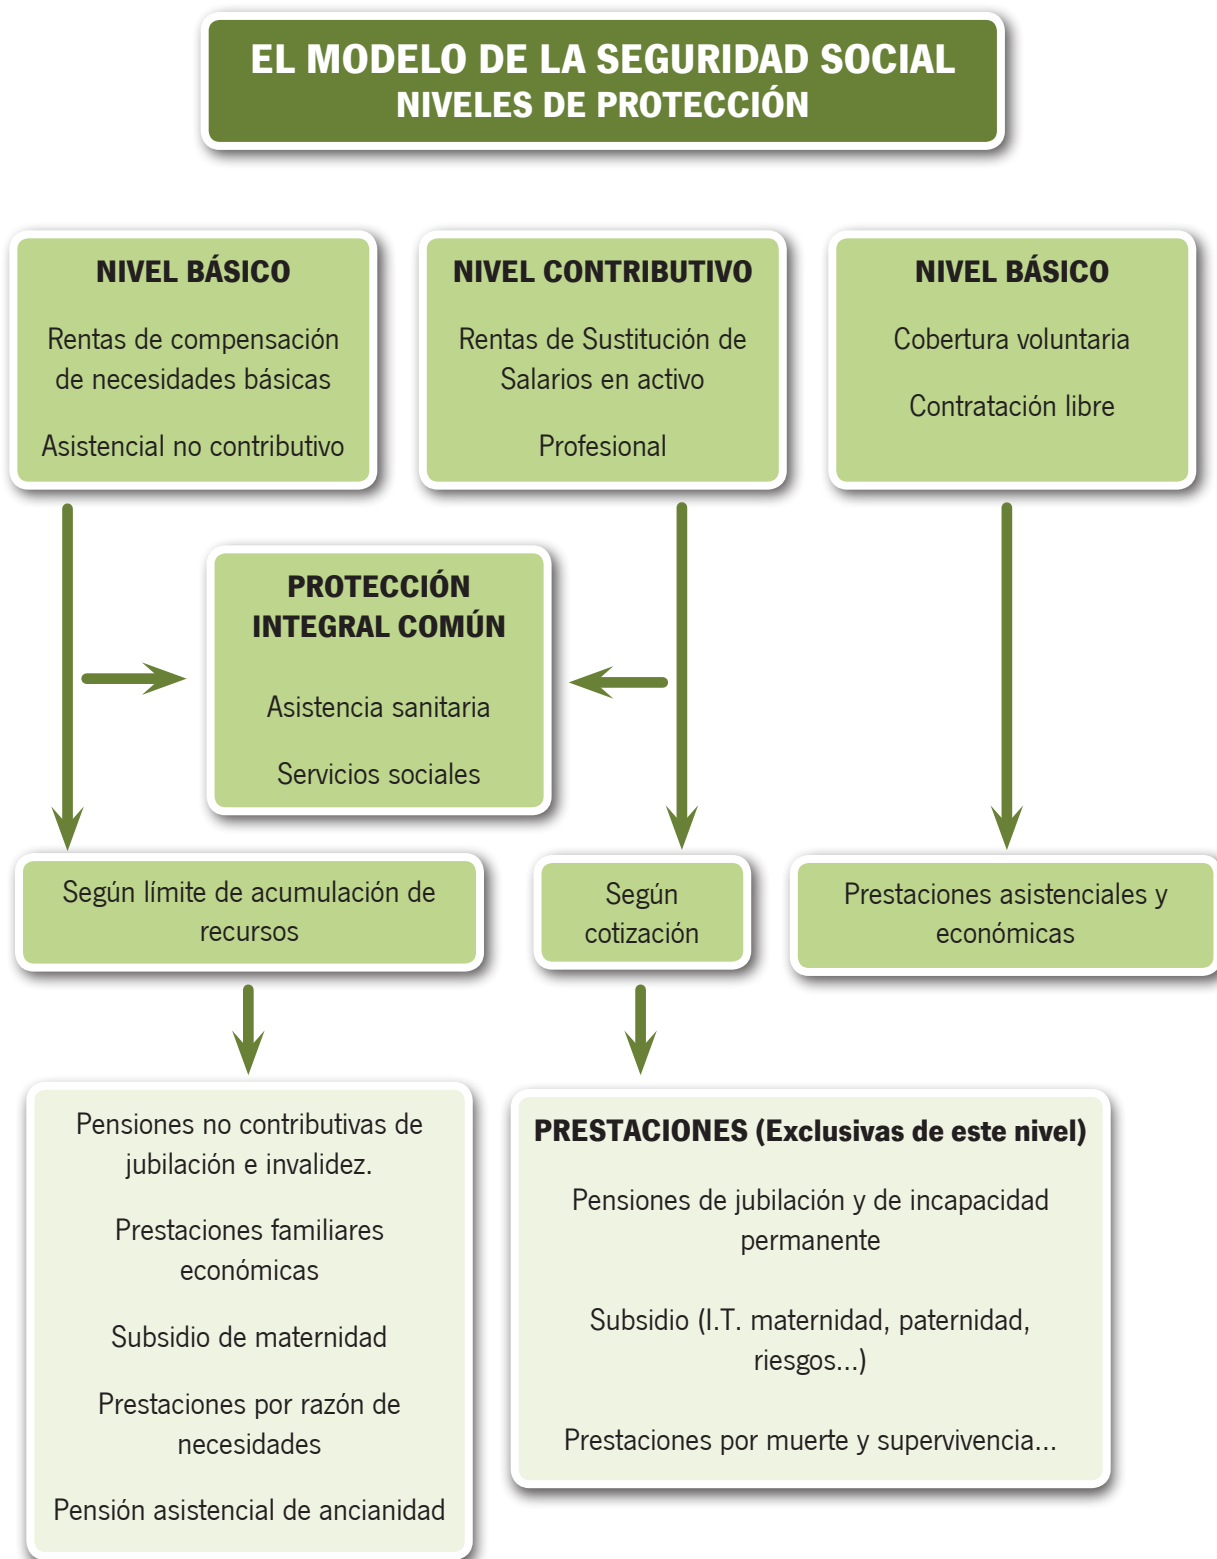 EL MODELO DE LA SEGURIDAD SOCIAL
NIVELES DE PROTECCIÓN
NIVEL BÁSICO
Rentas de compensación
de necesidades básicas
Asistencial no contributivo
NIVEL CONTRIBUTIVO
Rentas de Sustitución de
Salarios en activo
Profesional
NIVEL BÁSICO
Cobertura voluntaria
Contratación libre
PROTECCIÓN
INTEGRAL COMÚN
Asistencia sanitaria
Servicios sociales
Según límite de acumulación de
recursos
Según
cotización
Prestaciones asistenciales y
económicas
Pensiones no contributivas de
jubilación e invalidez.
Prestaciones familiares
económicas
Subsidio de maternidad
Prestaciones por razón de
necesidades
Pensión asistencial de ancianidad
PRESTACIONES (Exclusivas de este nivel)
Pensiones de jubilación y de incapacidad
permanente
Subsidio (I.T. maternidad, paternidad,
riesgos...)
Prestaciones por muerte y supervivencia...